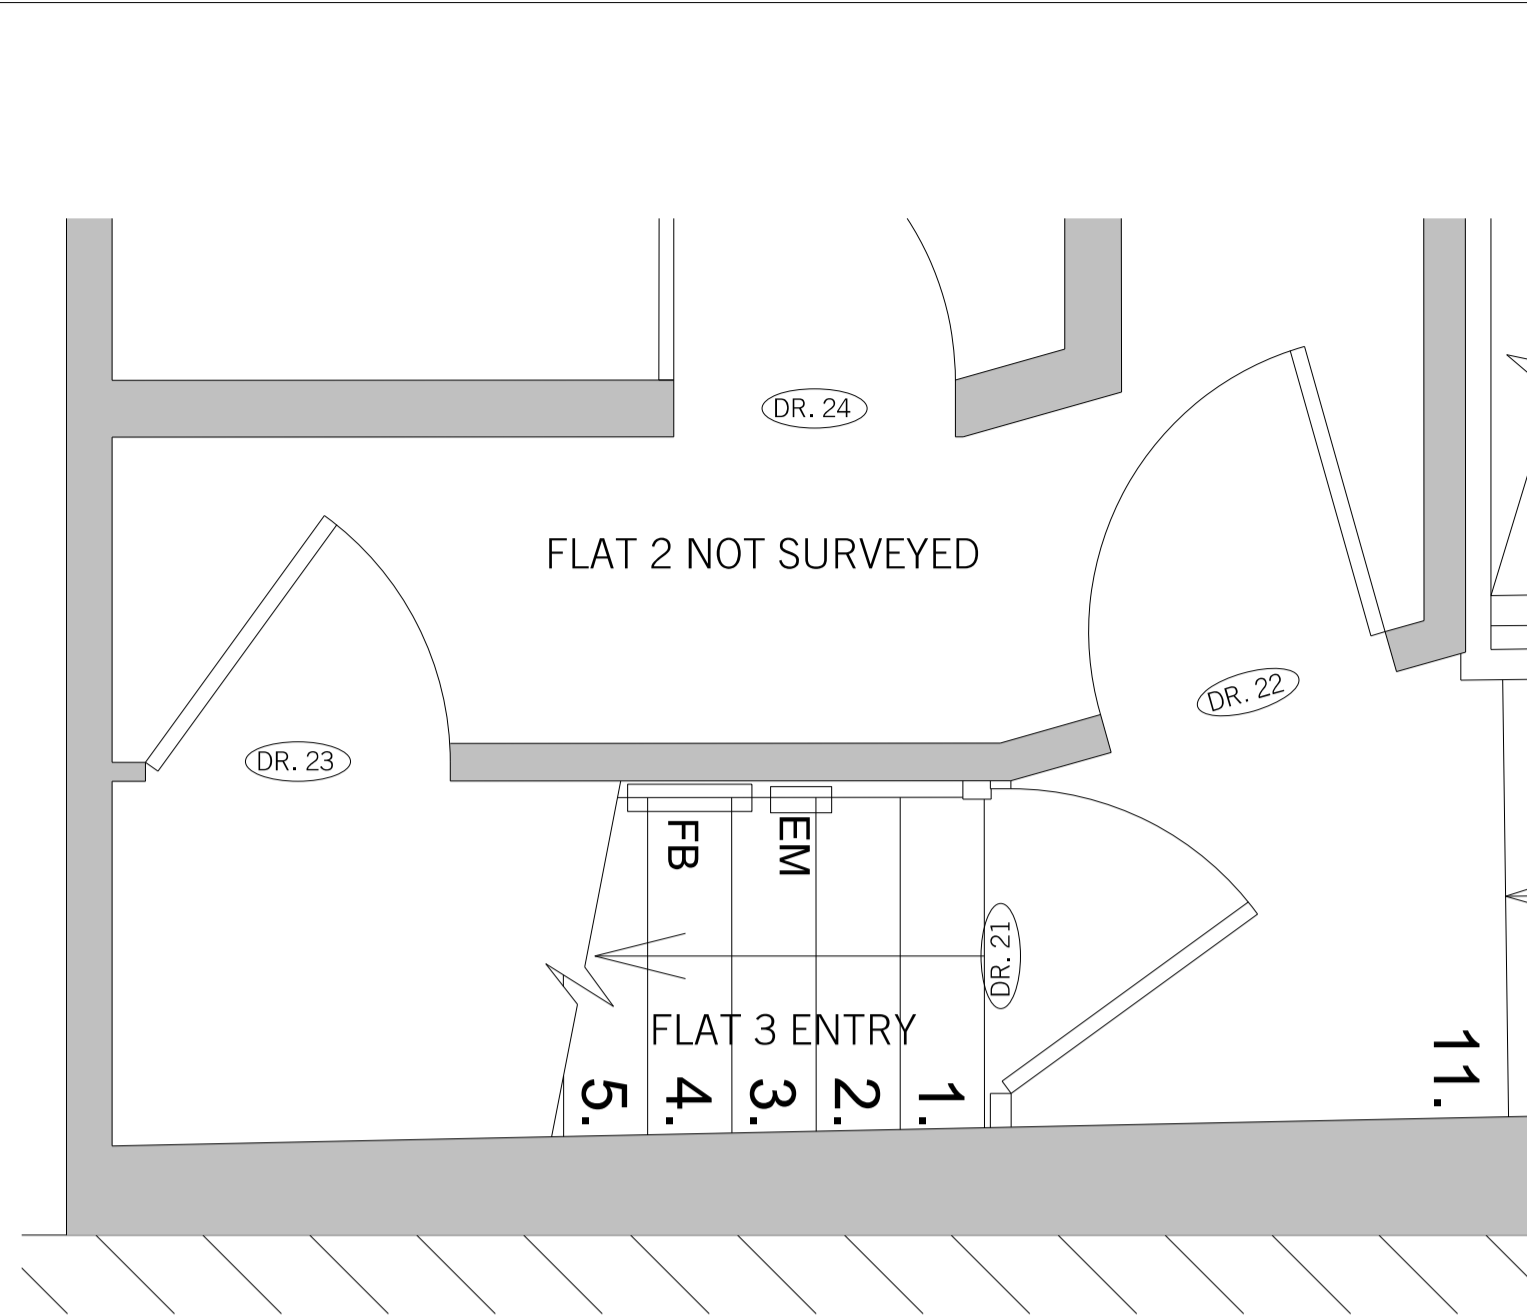 DR. 24
FLAT 2 NOT SURVEYED
DR. 22
DR. 23
FB
EM
DR. 21
FLAT 3 ENTRY
5.
4.
3.
2.
1.
11.